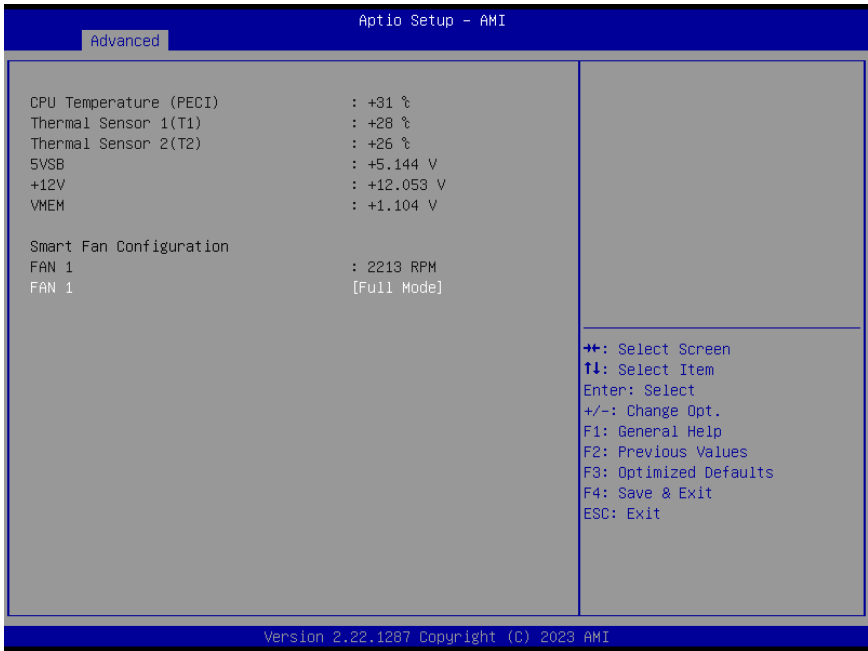 Aptio Setup – AMI
Advanced
CPU Temperature (PECI) : +31 ℃
Thermal Sensor 1(T1) : +28 ℃
Thermal Sensor 2(T2) : +26 ℃
5VSB : +5.144 V
+12V : +12.053 V
VMEM : +1.104 V
Smart Fan Configuration
FAN 1 : 2213 RPM
FAN 1 [Full Mode]
→←: Select Screen
↑↓: Select Item
Enter: Select
+/-: Change Opt.
F1: General Help
F2: Previous Values
F3: Optimized Defaults
F4: Save & Exit
ESC: Exit
Version 2.22.1287 Copyright (C) 2023 AMI